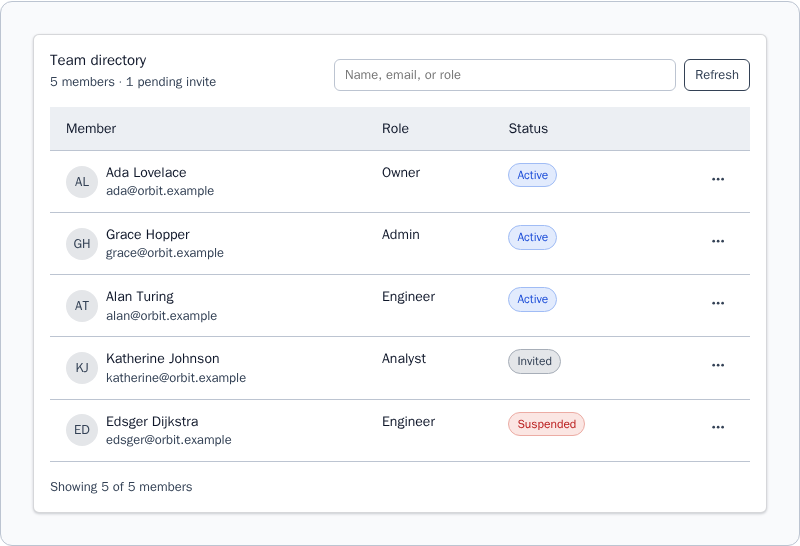 Team directory
5 members · 1 pending invite
Name, email, or role
Refresh
Member Role Status
AL Ada Lovelace Owner Active
ada@orbit.example
GH Grace Hopper Admin Active
grace@orbit.example
AT Alan Turing Engineer Active
alan@orbit.example
KJ Katherine Johnson Analyst Invited
katherine@orbit.example
ED Edsger Dijkstra Engineer Suspended
edsger@orbit.example
Showing 5 of 5 members